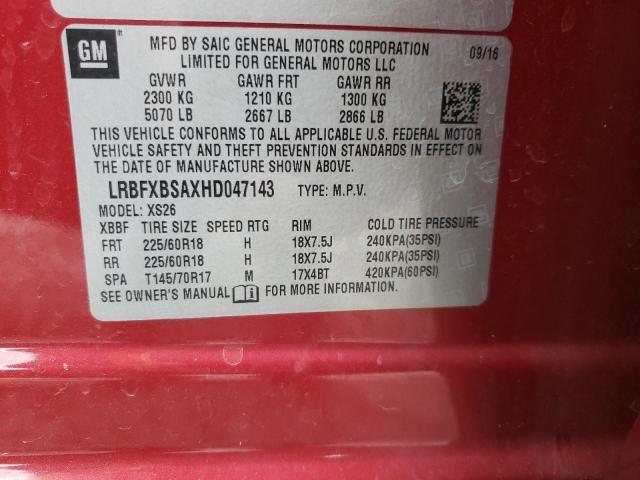 GM
MFD BY SAIC GENERAL MOTORS CORPORATION 09/16
LIMITED FOR GENERAL MOTORS LLC
GVWR GAWR FRT GAWR RR
2300 KG 1210 KG 1300 KG
5070 LB 2667 LB 2866 LB
THIS VEHICLE CONFORMS TO ALL APPLICABLE U.S. FEDERAL MOTOR
VEHICLE SAFETY AND THEFT PREVENTION STANDARDS IN EFFECT ON
THE DATE OF MANUFACTURE SHOWN ABOVE.
LRBFXBSAXHD047143 TYPE: M.P.V.
MODEL: XS26
XBBF TIRE SIZE SPEED RTG RIM COLD TIRE PRESSURE
FRT 225/60R18 H 18X7.5J 240KPA(35PSI)
RR 225/60R18 H 18X7.5J 240KPA(35PSI)
SPA T145/70R17 M 17X4BT 420KPA(60PSI)
SEE OWNER'S MANUAL FOR MORE INFORMATION.